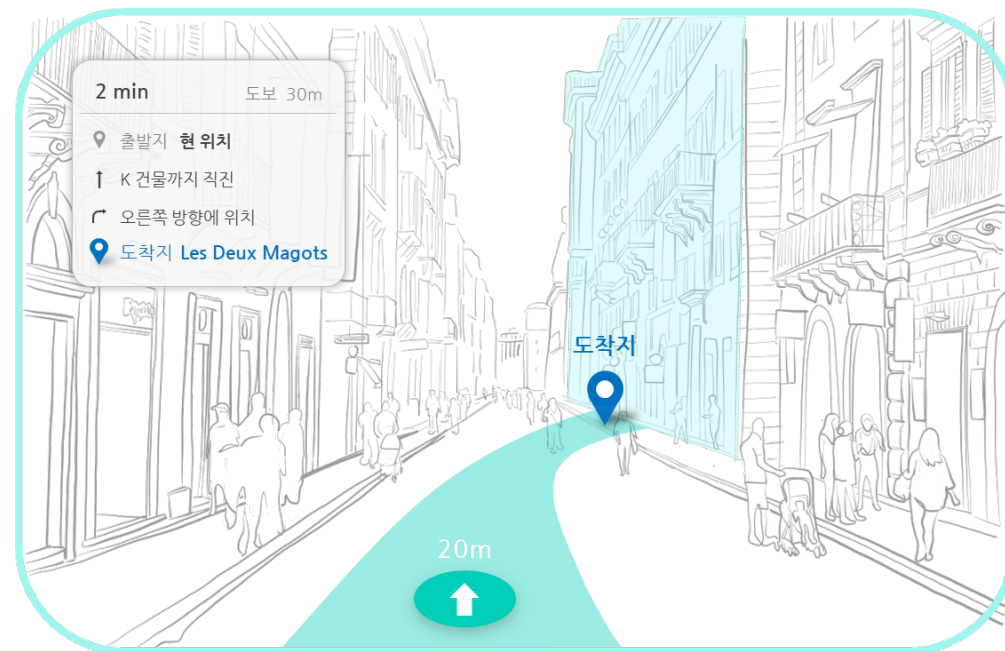 2 min 도보 30m
출발지 현 위치
K 건물까지 직진
오른쪽 방향에 위치
도착지 Les Deux Magots
도착지
20m